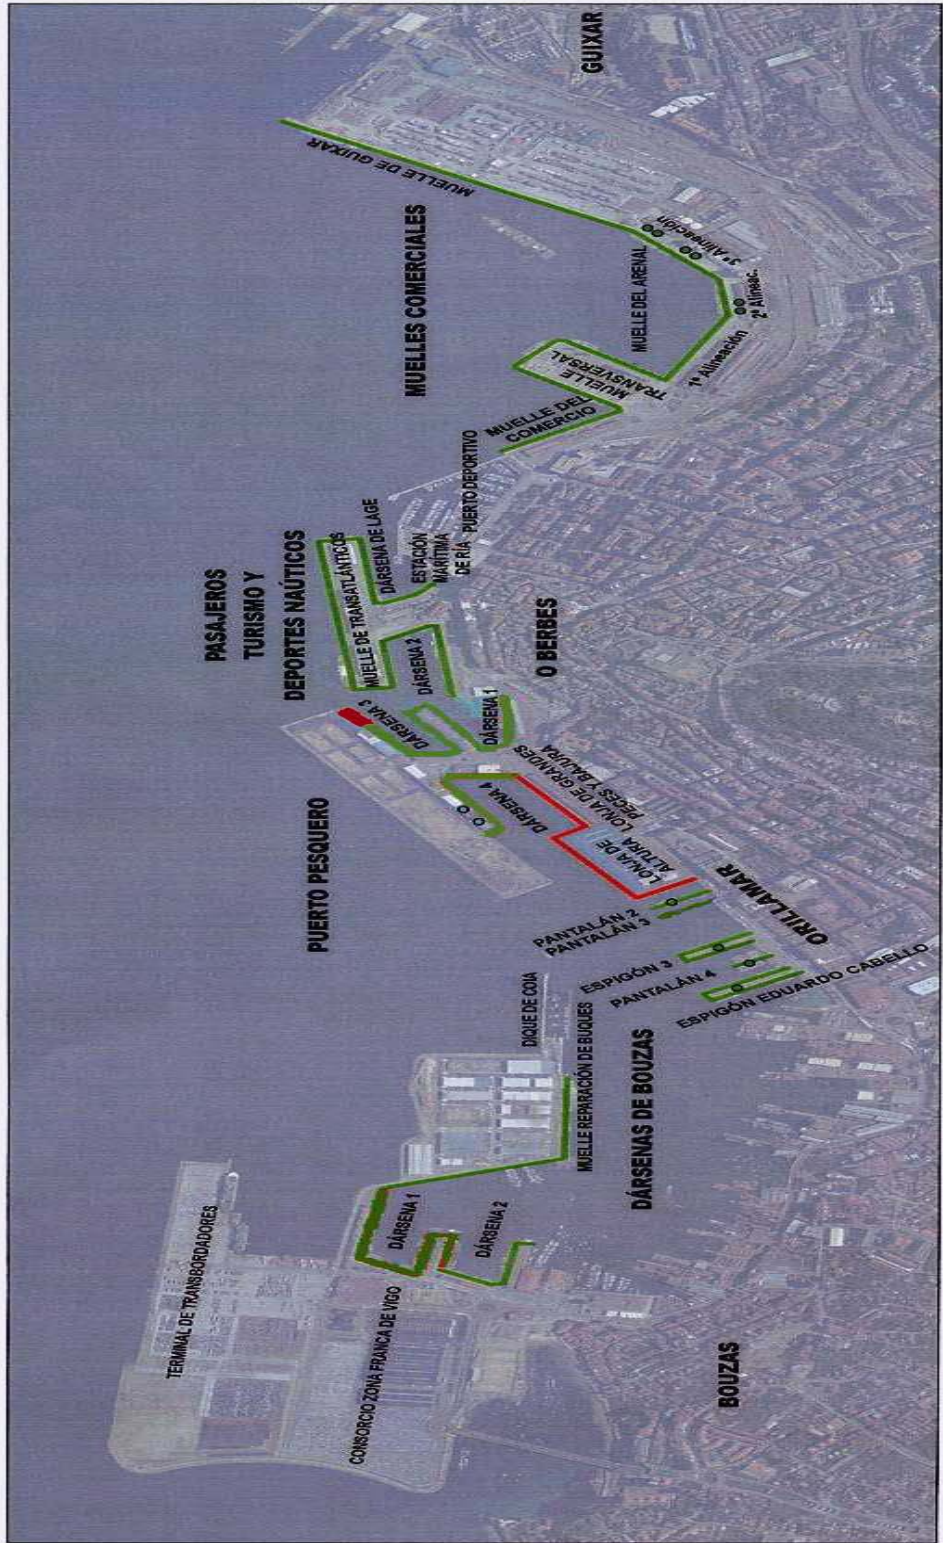 TERMINAL DE TRANSBORDADORES
CONSORCIO ZONA FRANCA DE VIGO
BOUZAS
DÁRSENA 1
DÁRSENA 2
DÁRSENAS DE BOUZAS
MUELLE REPARACIÓN DE BUQUES
DIQUE DE COIA
ESPIGÓN EDUARDO CABELLO
PANTALÁN 4
ESPIGÓN 3
PANTALÁN 3
PANTALÁN 2
ORILLAMAR
PUERTO PESQUERO
LONJA DE
ALTURA
LONJA DE GRANDES
PECES Y BAJURA
DÁRSENA 4
DÁRSENA 3
DÁRSENA 1
DÁRSENA 2
O BERBES
PASAJEROS
TURISMO Y
DEPORTES NAÚTICOS
MUELLE DE TRANSATLÁNTICOS
DÁRSENA DE LAGE
ESTACIÓN
MARÍTIMA
DE RÍA
PUERTO DEPORTIVO
MUELLES COMERCIALES
MUELLE DEL
COMERCIO
MUELLE
TRANSVERSAL
MUELLE DEL ARENAL
1ª Alineación
2ª Alineac.
3ª Alineación
MUELLE DE GUIXAR
GUIXAR